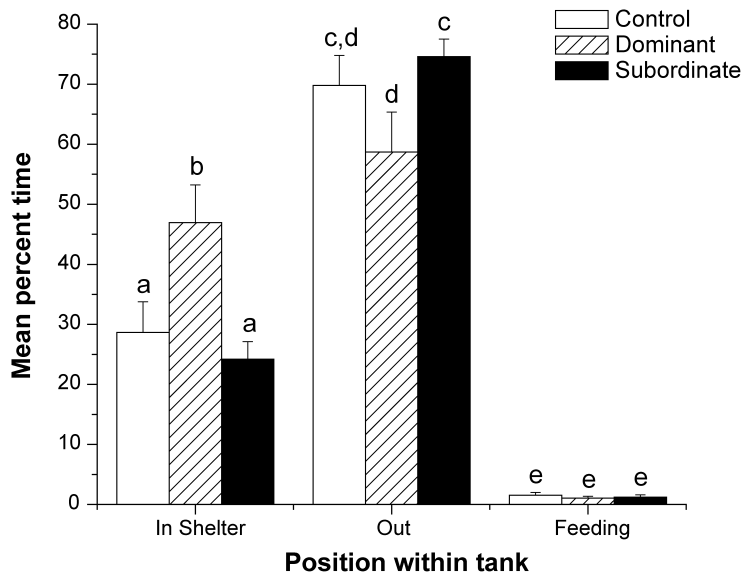 Control
Dominant
Subordinate
80
70
60
50
40
30
20
10
0
Mean percent time
a
b
a
c,d
d
c
e
e
e
In Shelter
Out
Feeding
Position within tank